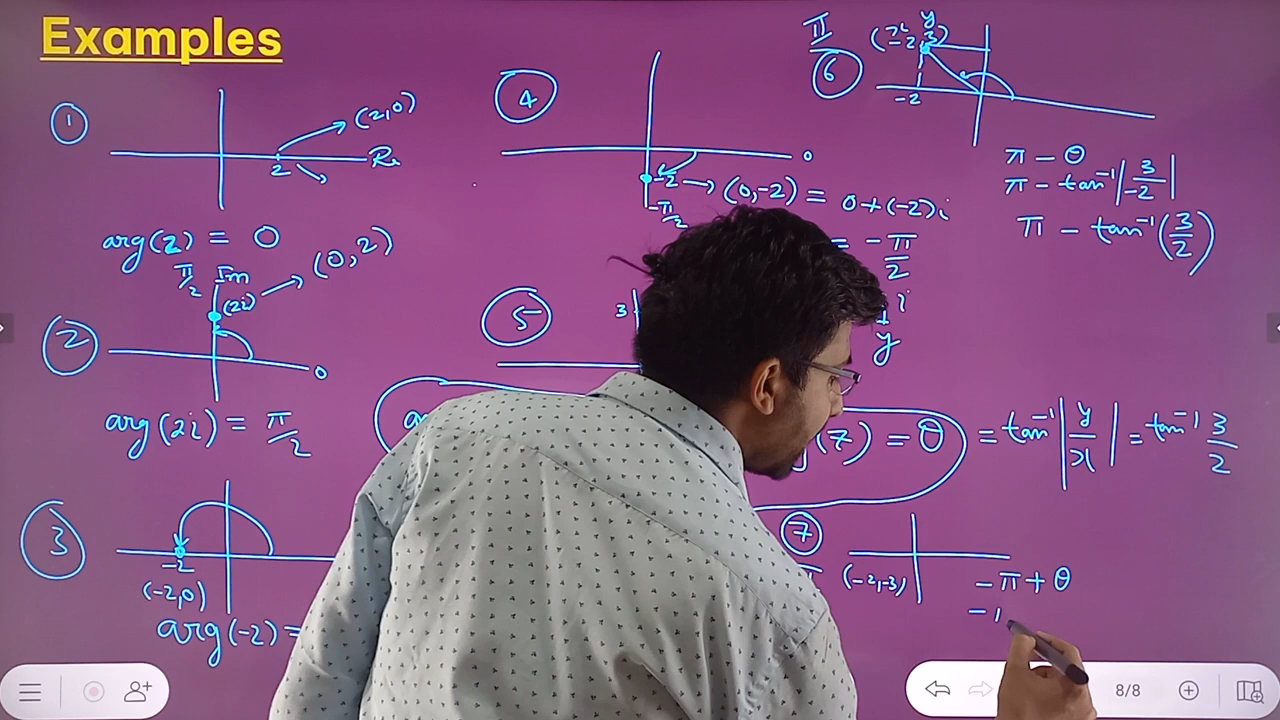 Examples
①
(2,0)
2
Re
arg(2) = 0
②
π/2
Im
(2i) → (0,2)
0
arg(2i) = π/2
③
-2
(-2,0)
arg(-2)=
④
0
-2 → (0,-2) = 0+(-2)i
-π/2
= -π/2
⑤
3
i
y
(z) = θ = tan⁻¹|y/x| = tan⁻¹ 3/2
π
⑥
y
-2
π - θ
π - tan⁻¹|3/-2|
π - tan⁻¹(3/2)
⑦
(-2,-3)
-π+θ
8/8